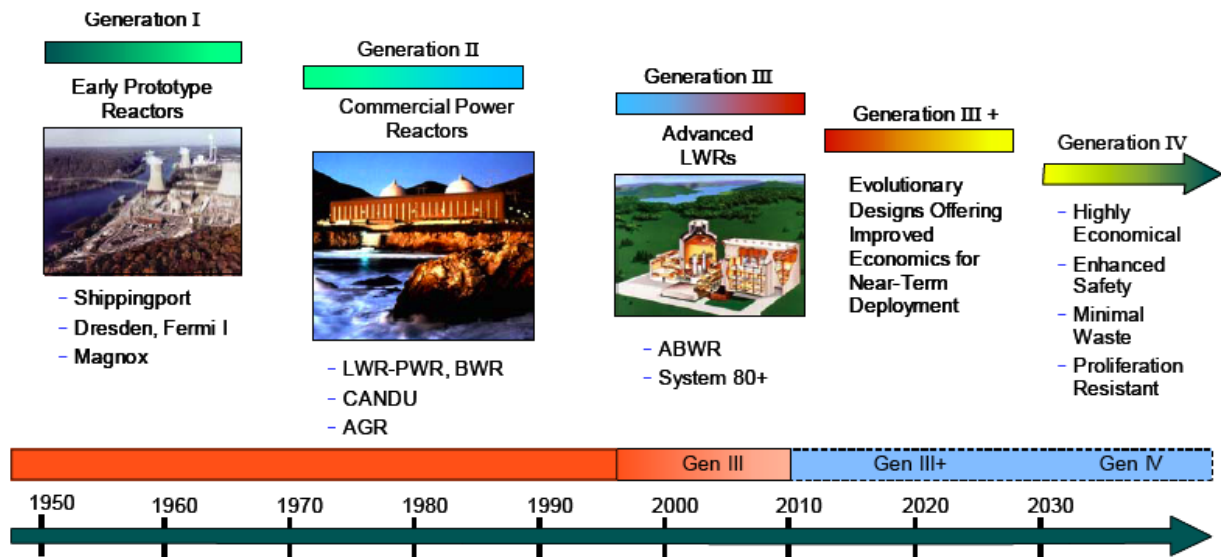 Generation I
Early Prototype
Reactors
– Shippingport
– Dresden, Fermi I
– Magnox
Generation II
Commercial Power
Reactors
– LWR-PWR, BWR
– CANDU
– AGR
Generation III
Advanced
LWRs
– ABWR
– System 80+
Generation III +
Evolutionary
Designs Offering
Improved
Economics for
Near-Term
Deployment
Generation IV
– Highly
Economical
– Enhanced
Safety
– Minimal
Waste
– Proliferation
Resistant
Gen III
Gen III+
Gen IV
1950
1960
1970
1980
1990
2000
2010
2020
2030